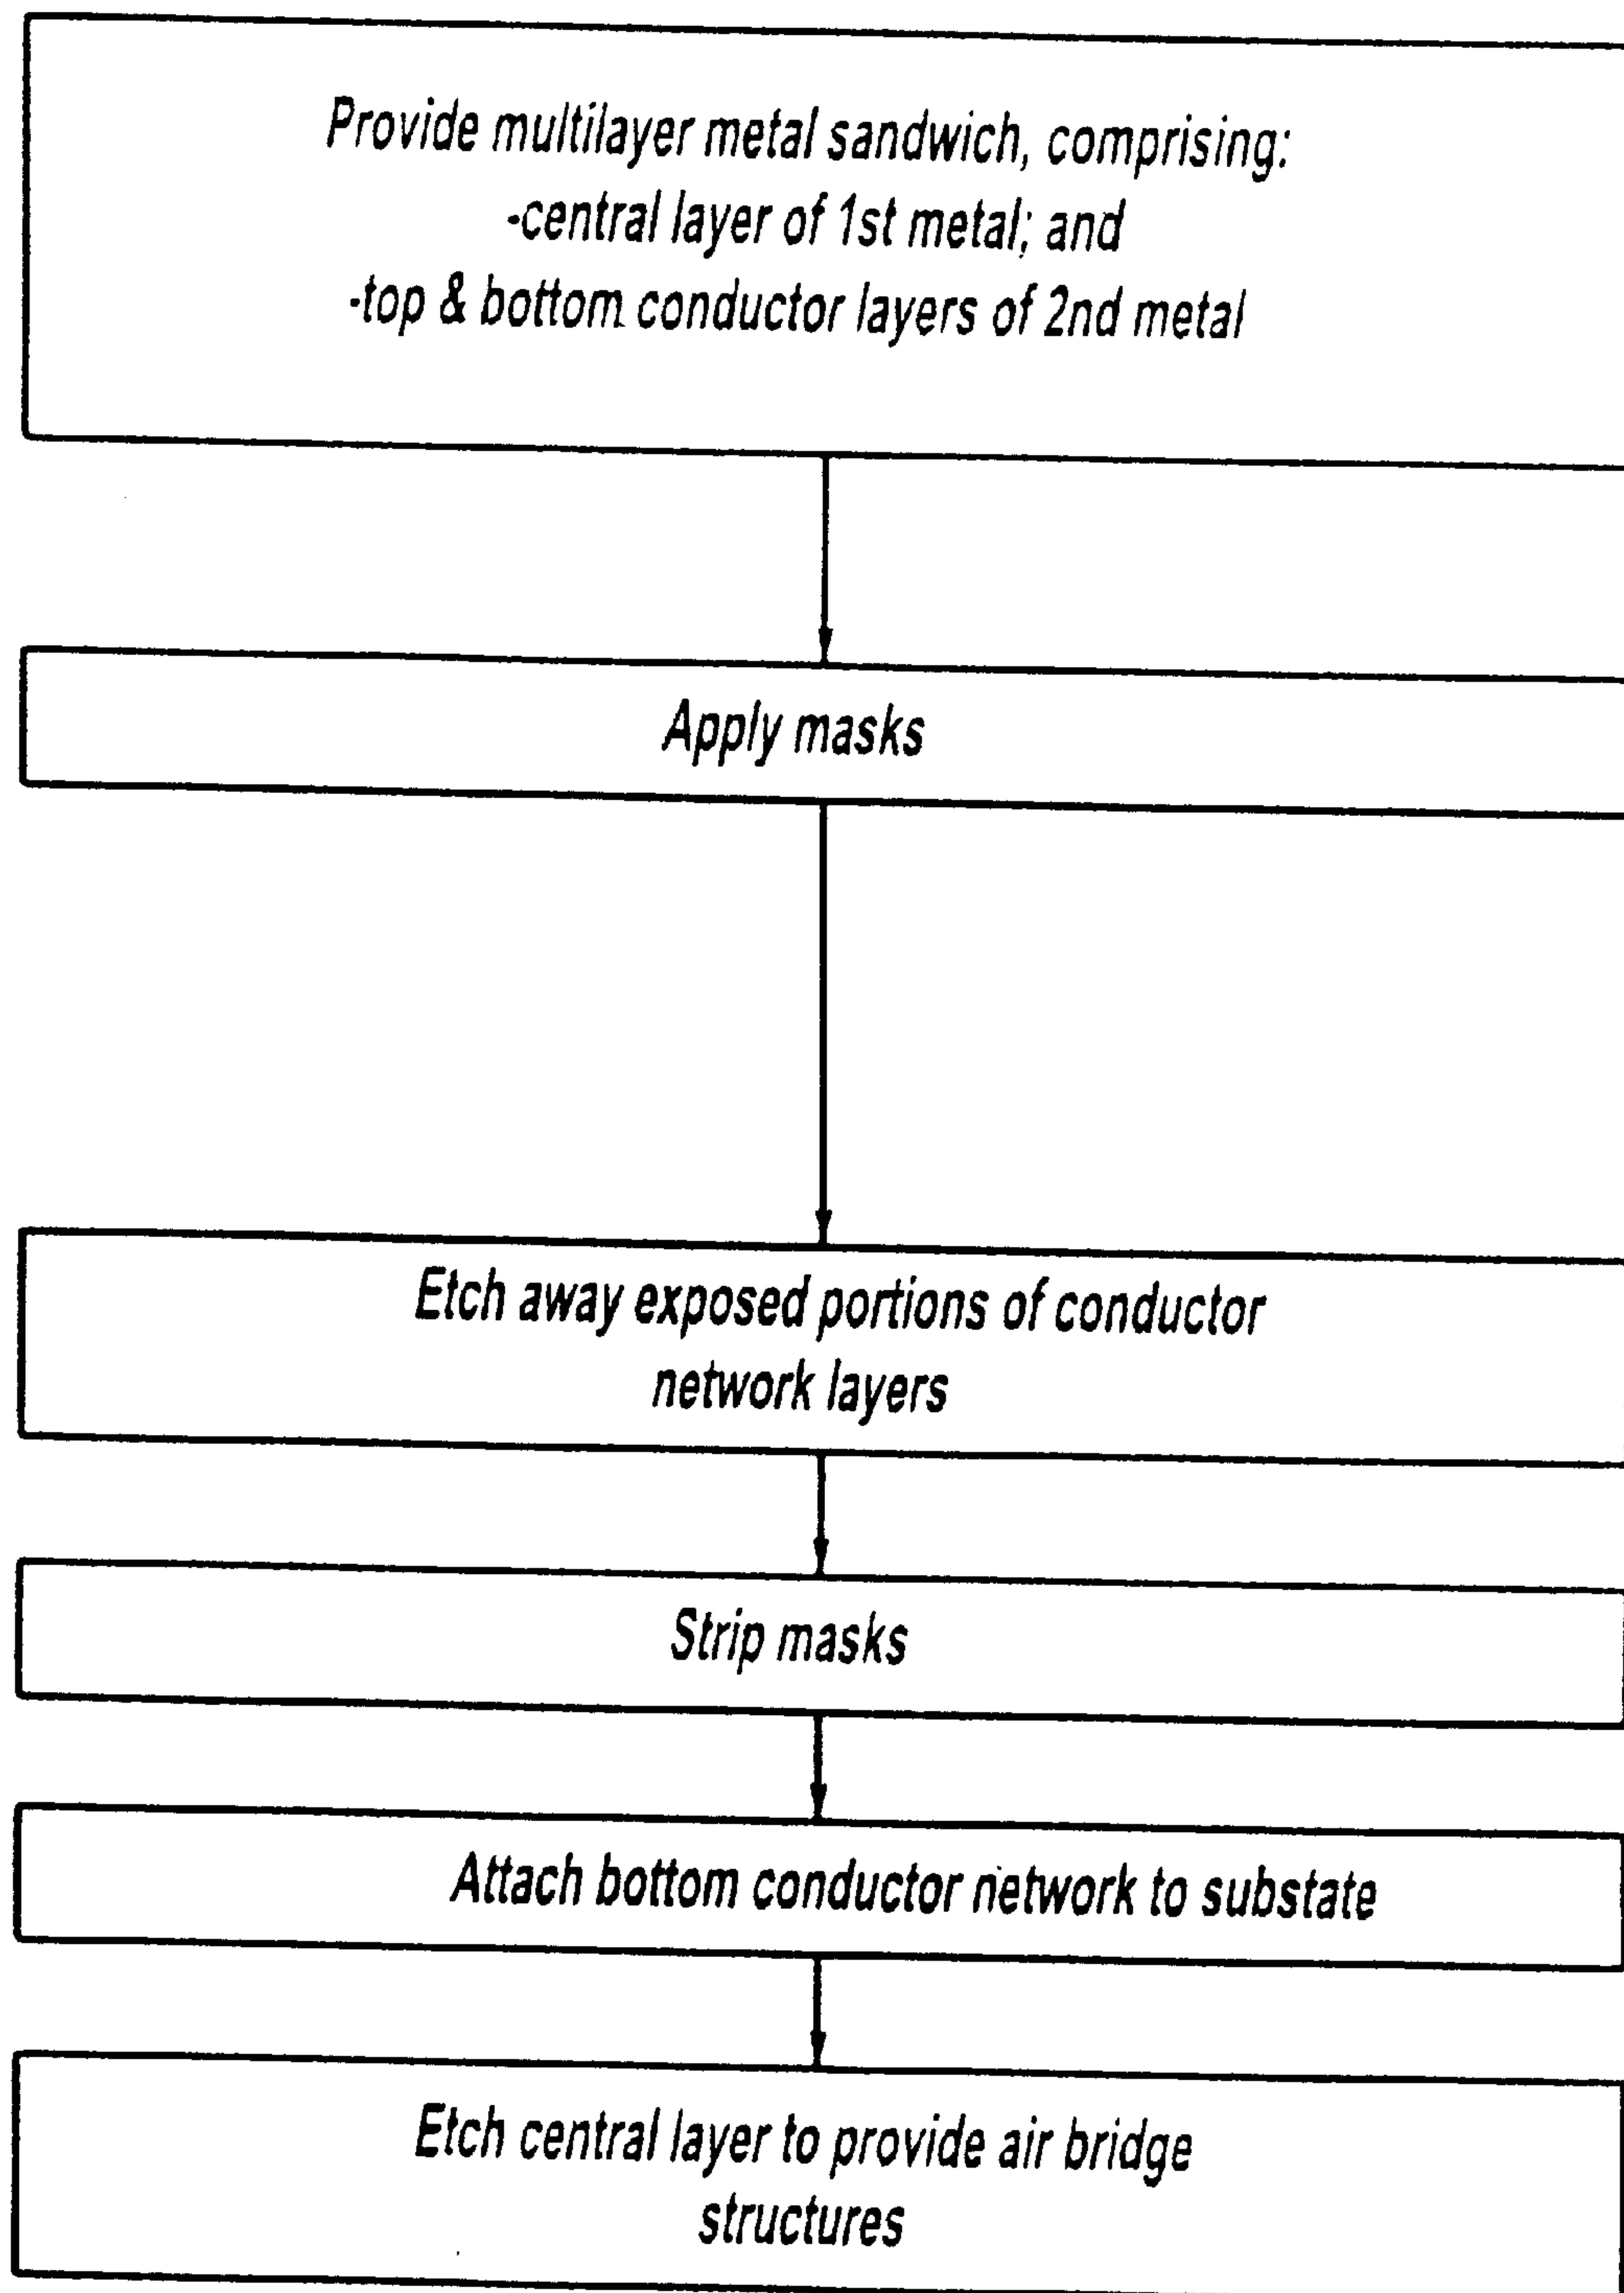 Provide multilayer metal sandwich, comprising:
-central layer of 1st metal; and
-top & bottom conductor layers of 2nd metal
Apply masks
Etch away exposed portions of conductor
network layers
Strip masks
Attach bottom conductor network to substate
Etch central layer to provide air bridge
structures